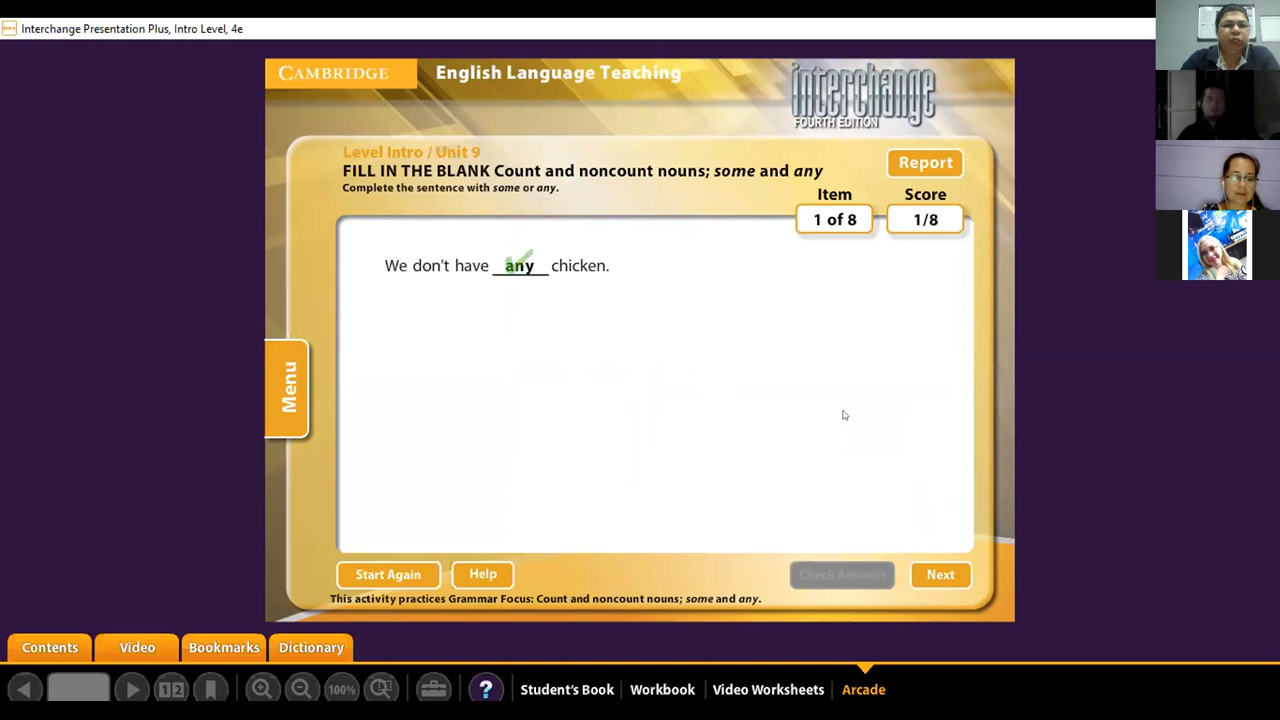 Interchange Presentation Plus, Intro Level, 4e
CAMBRIDGE
English Language Teaching
interchange
FOURTH EDITION
Level Intro / Unit 9
FILL IN THE BLANK Count and noncount nouns; some and any
Complete the sentence with some or any.
Report
Item
Score
1 of 8
1/8
We don't have any chicken.
Menu
Start Again
Help
Check Answers
Next
This activity practices Grammar Focus: Count and noncount nouns; some and any.
Contents
Video
Bookmarks
Dictionary
12
100%
?
Student's Book
Workbook
Video Worksheets
Arcade